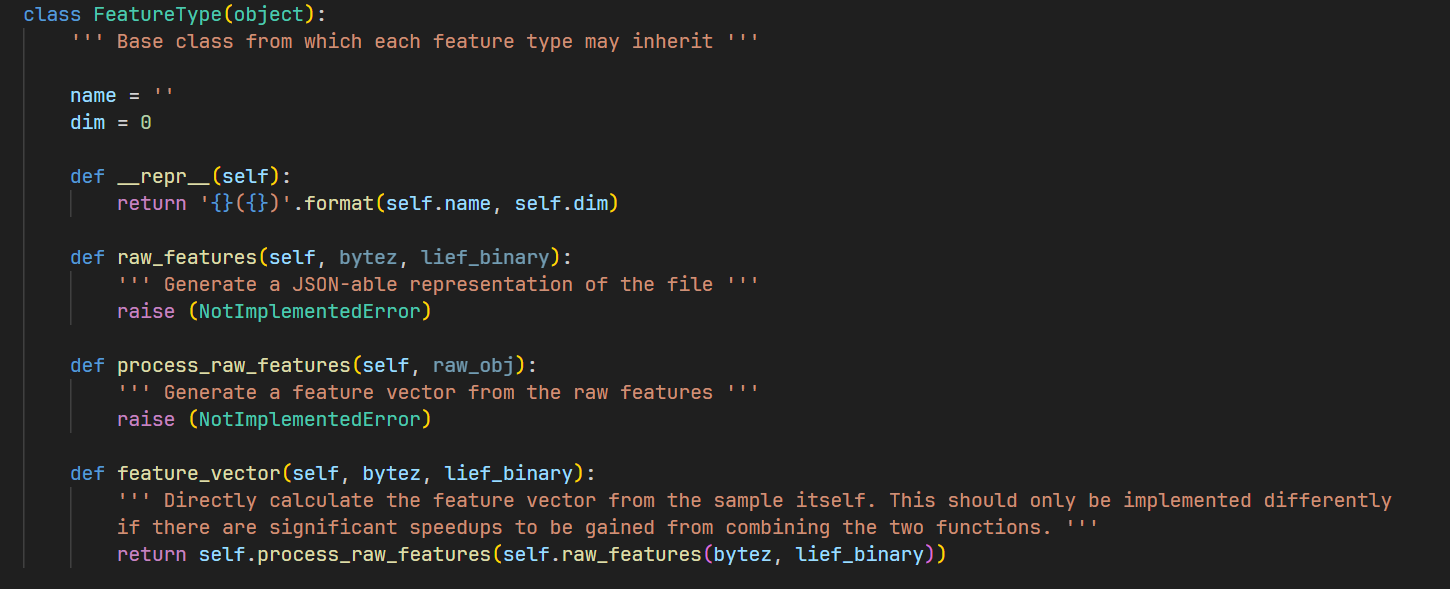 class FeatureType(object):
    ''' Base class from which each feature type may inherit '''

    name = ''
    dim = 0

    def __repr__(self):
        return '{}({})'.format(self.name, self.dim)

    def raw_features(self, bytez, lief_binary):
        ''' Generate a JSON-able representation of the file '''
        raise (NotImplementedError)

    def process_raw_features(self, raw_obj):
        ''' Generate a feature vector from the raw features '''
        raise (NotImplementedError)

    def feature_vector(self, bytez, lief_binary):
        ''' Directly calculate the feature vector from the sample itself. This should only be implemented differently
        if there are significant speedups to be gained from combining the two functions. '''
        return self.process_raw_features(self.raw_features(bytez, lief_binary))